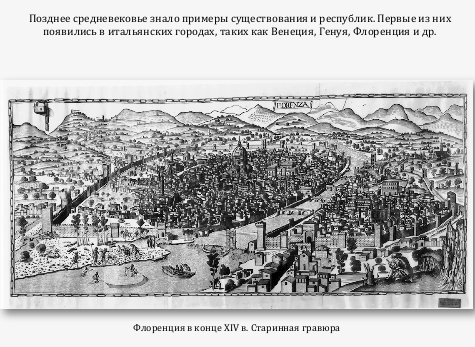 Позднее средневековье знало примеры существования и республик. Первые из них
появились в итальянских городах, таких как Венеция, Генуя, Флоренция и др.
FIORENZA
Флоренция в конце XIV в. Старинная гравюра